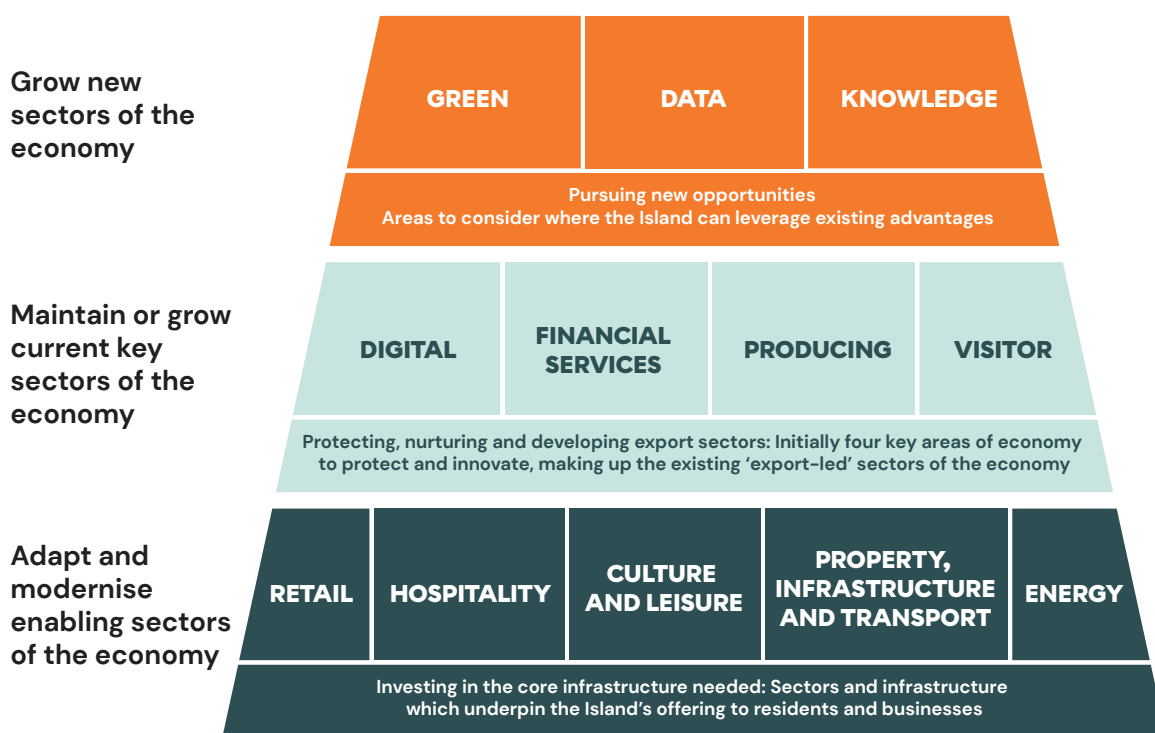 Grow new
sectors of the
economy
GREEN
DATA
KNOWLEDGE
Pursuing new opportunities
Areas to consider where the Island can leverage existing advantages
Maintain or grow
current key
sectors of the
economy
DIGITAL
FINANCIAL
SERVICES
PRODUCING
VISITOR
Protecting, nurturing and developing export sectors: Initially four key areas of economy
to protect and innovate, making up the existing ‘export-led’ sectors of the economy
Adapt and
modernise
enabling sectors
of the economy
RETAIL
HOSPITALITY
CULTURE
AND LEISURE
PROPERTY,
INFRASTRUCTURE
AND TRANSPORT
ENERGY
Investing in the core infrastructure needed: Sectors and infrastructure
which underpin the Island’s offering to residents and businesses